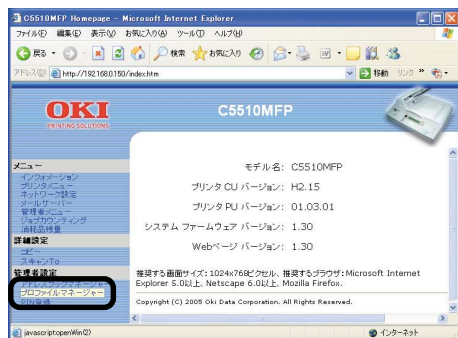 C5510MFP Homepage - Microsoft Internet Explorer
ファイル(F) 編集(E) 表示(V) お気に入り(A) ツール(T) ヘルプ(H)
戻る 検索 お気に入り
アドレス(D) http://192.168.0.150/index.htm 移動 リンク »
OKI
PRINTING SOLUTIONS
C5510MFP
メニュー
インフォメーション
プリンタメニュー
ネットワーク設定
メールサーバー
管理者メニュー
ジョブカウンティング
消耗品残量
詳細設定
コピー
スキャンTo
管理者設定
アドレスブックマネージャー
プロファイルマネージャー
PIN登録
モデル名: C5510MFP
プリンタ CU バージョン: H2.15
プリンタ PU バージョン: 01.03.01
システム ファームウェア バージョン: 1.30
Webページ バージョン: 1.30
推奨する画面サイズ: 1024x768ピクセル、推奨するブラウザ: Microsoft Internet
Explorer 5.0以上、Netscape 6.0以上、Mozilla Firefox.
Copyright (C) 2005 Oki Data Corporation. All Rights Reserved.
javascript:openWin(2)
インターネット